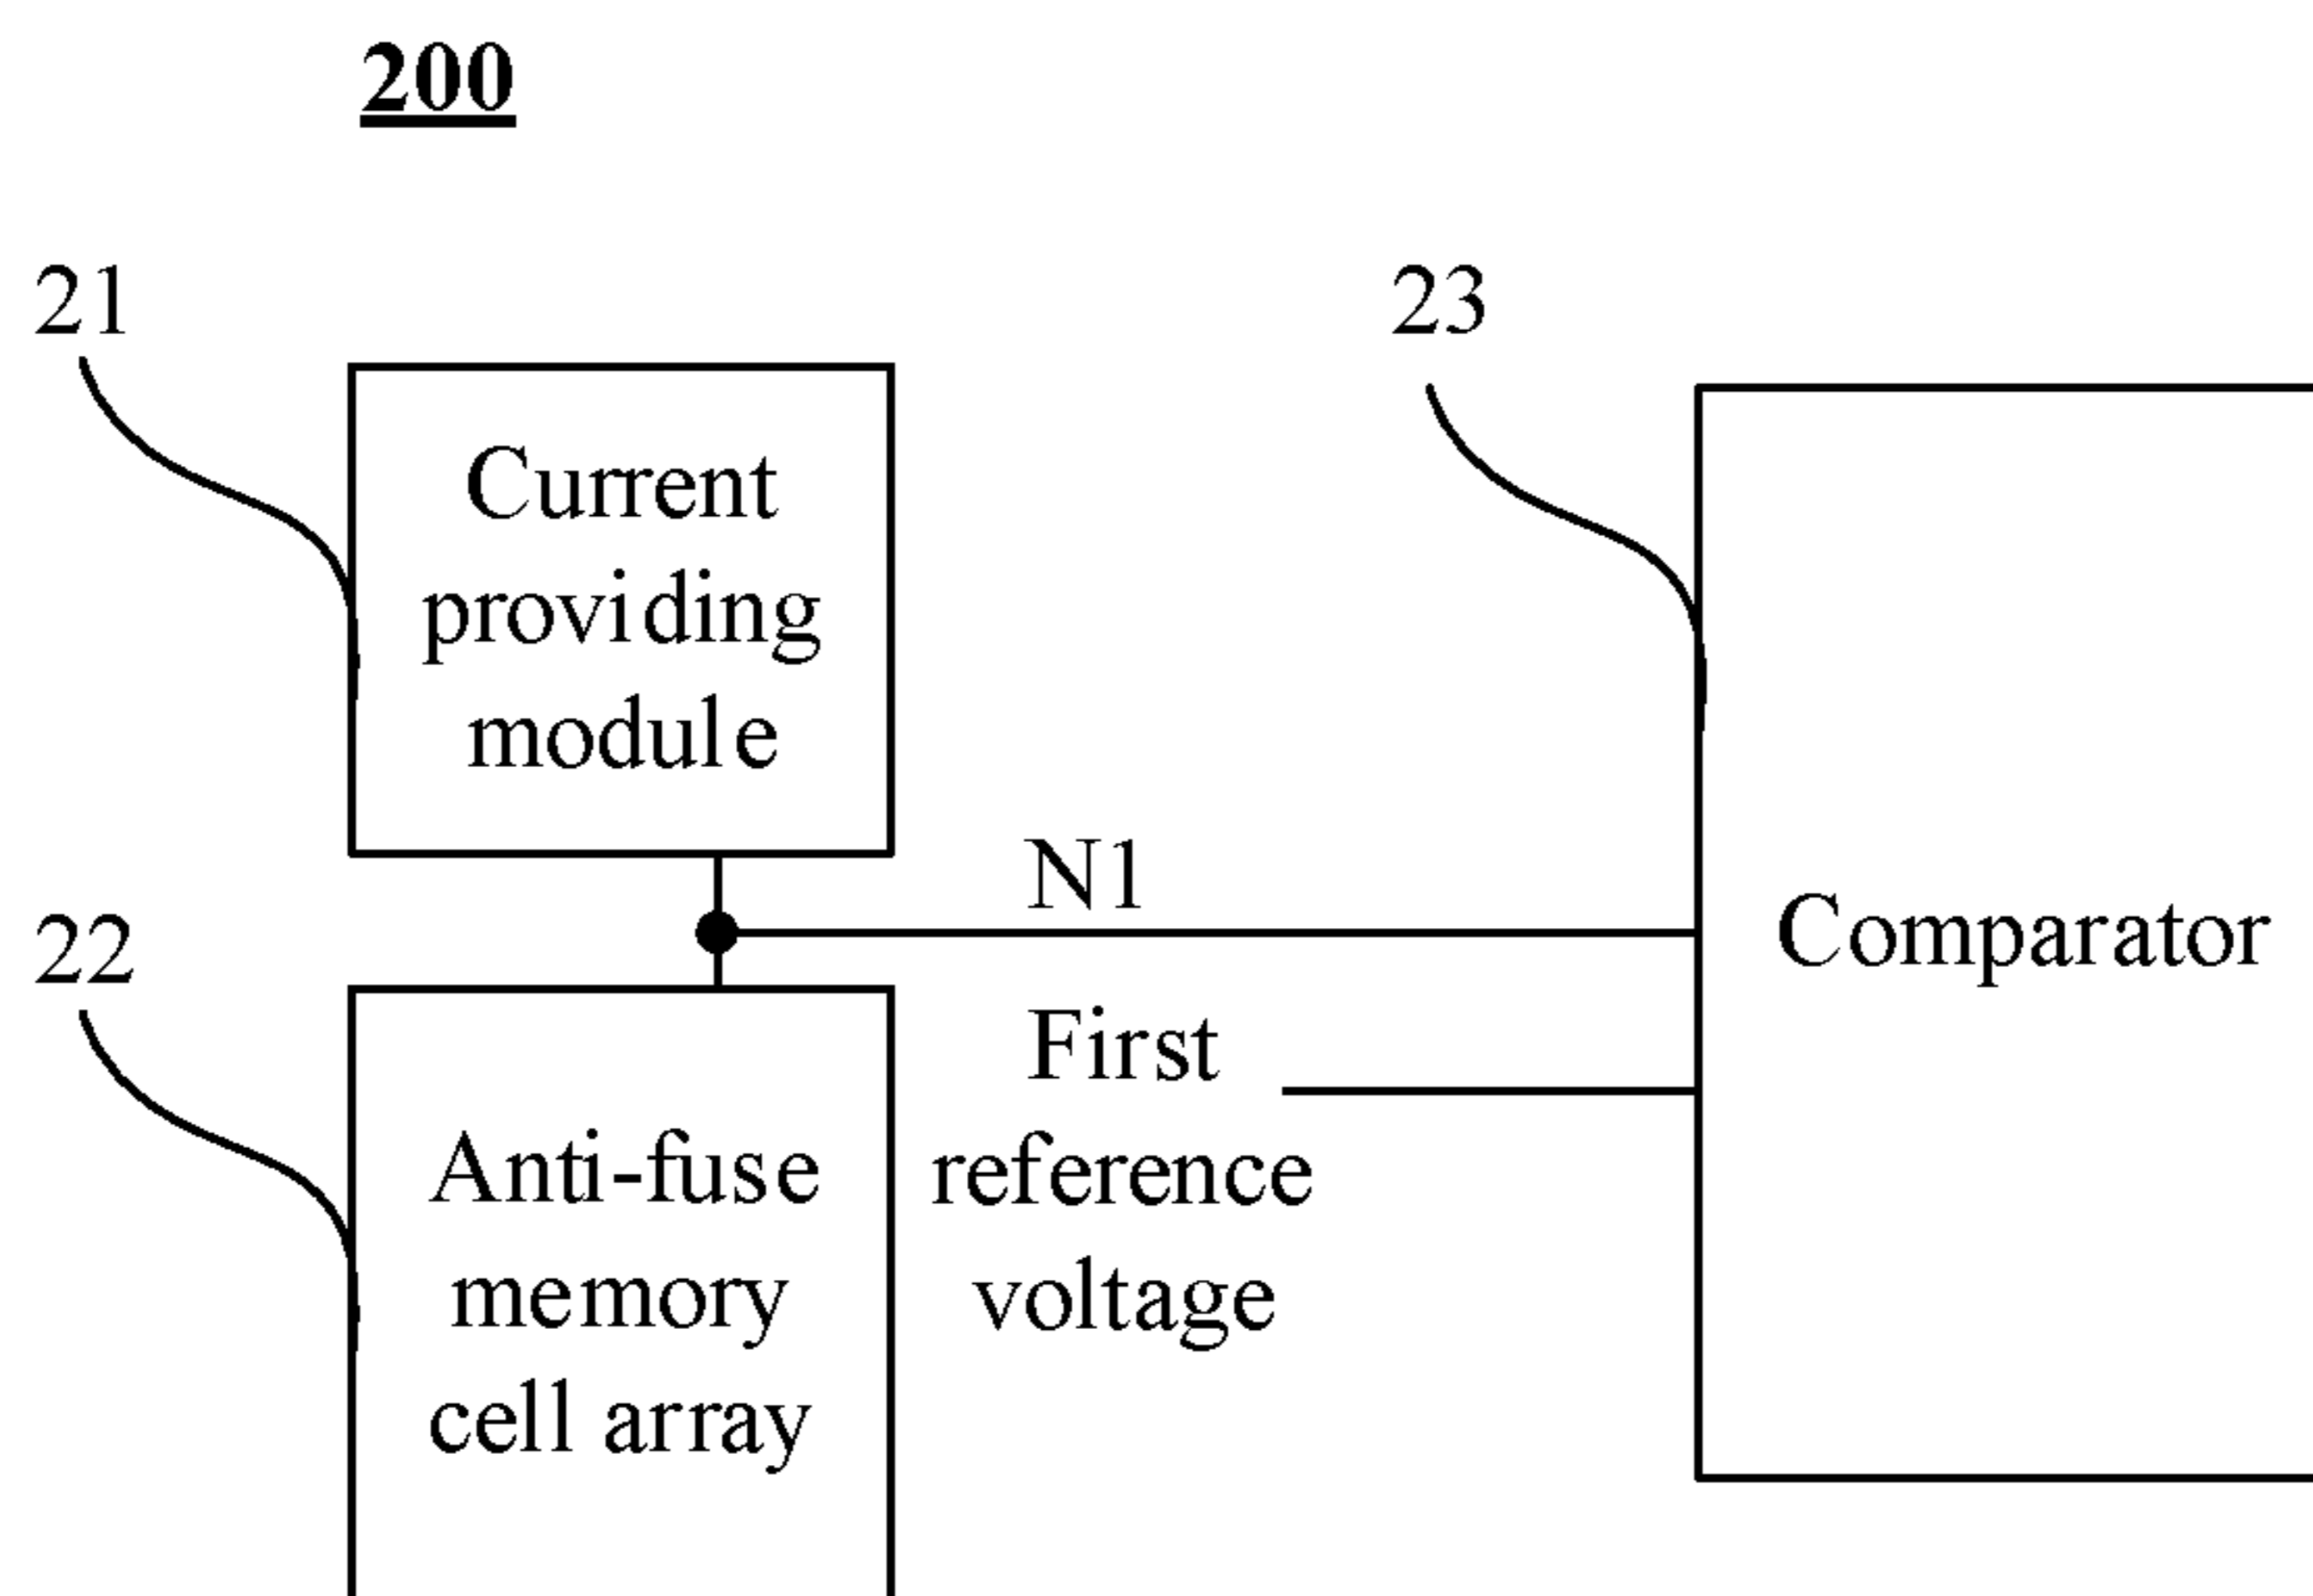 200
21
23
Current
providing
module
N1
22
Comparator
First
reference
voltage
Anti-fuse
memory
cell array